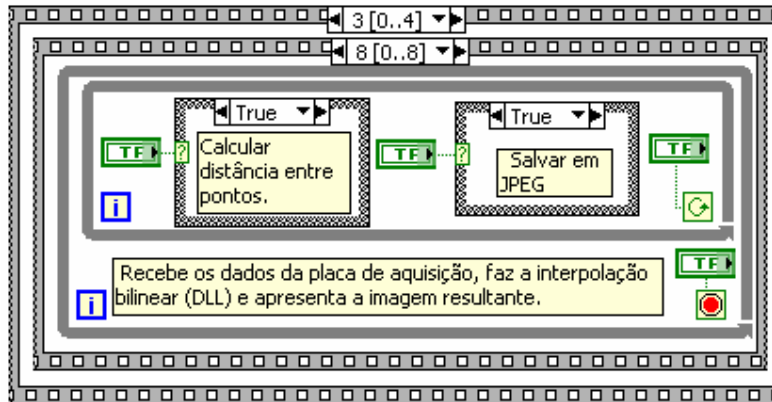 3 [0..4]
8 [0..8]
True
True
TF
?
Calcular
distância entre
pontos.
TF
?
Salvar em
JPEG
TF
i
Recebe os dados da placa de aquisição, faz a interpolação
bilinear (DLL) e apresenta a imagem resultante.
TF
i